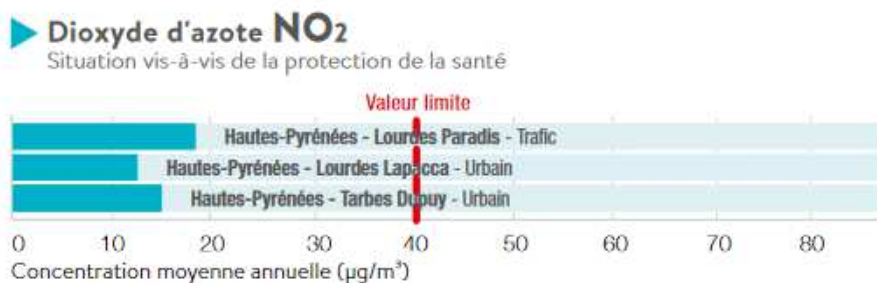 Dioxyde d'azote NO₂
Situation vis-à-vis de la protection de la santé
Valeur limite
Hautes-Pyrénées - Lourdes Paradis - Trafic
Hautes-Pyrénées - Lourdes Lapacca - Urbain
Hautes-Pyrénées - Tarbes Dupuy - Urbain
0 10 20 30 40 50 60 70 80
Concentration moyenne annuelle (µg/m³)